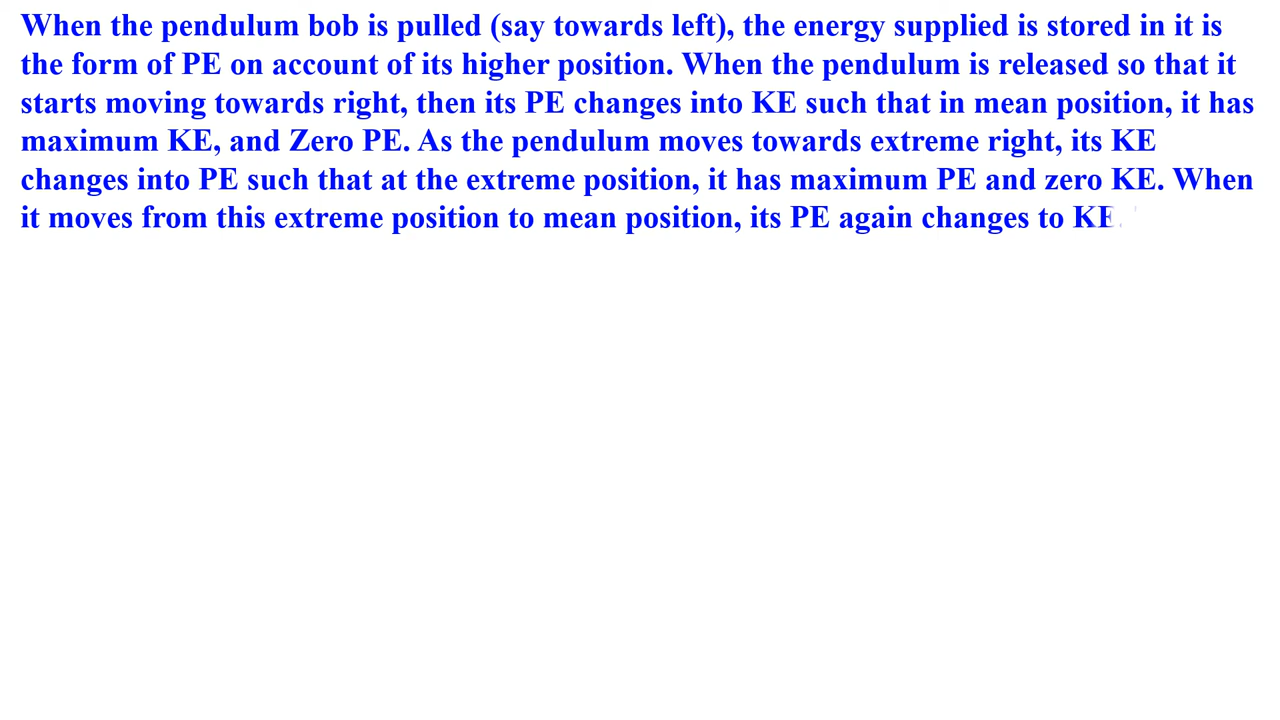 When the pendulum bob is pulled (say towards left), the energy supplied is stored in it is
the form of PE on account of its higher position. When the pendulum is released so that it
starts moving towards right, then its PE changes into KE such that in mean position, it has
maximum KE, and Zero PE. As the pendulum moves towards extreme right, its KE
changes into PE such that at the extreme position, it has maximum PE and zero KE. When
it moves from this extreme position to mean position, its PE again changes to KE.